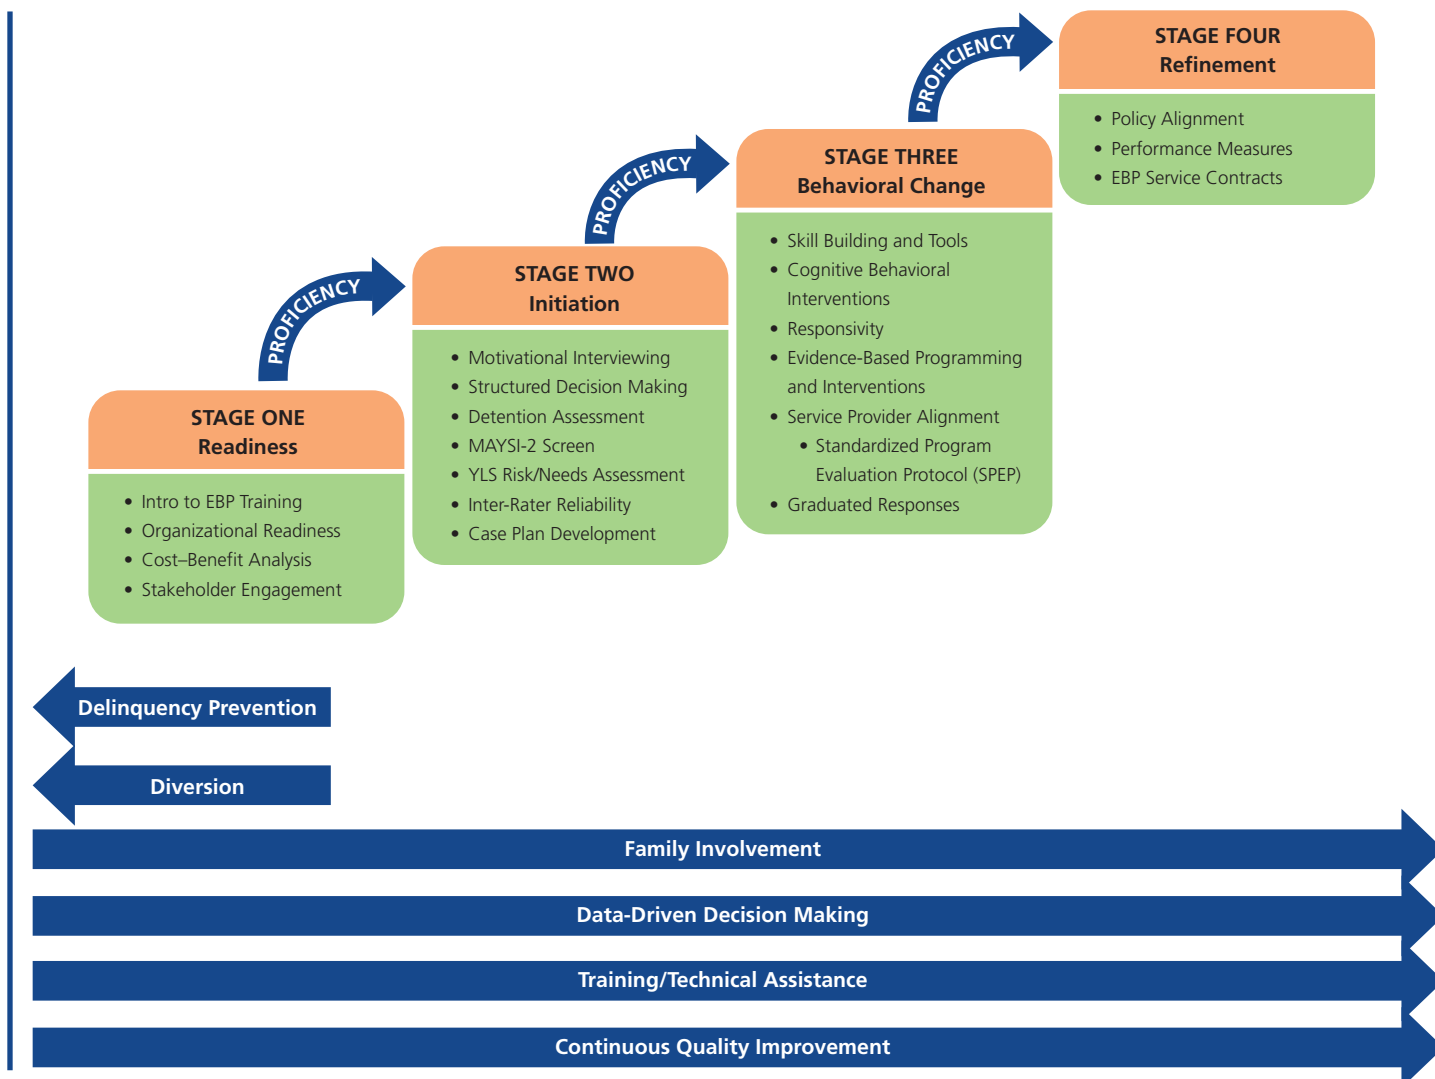 STAGE ONE
Readiness
• Intro to EBP Training
• Organizational Readiness
• Cost–Benefit Analysis
• Stakeholder Engagement
PROFICIENCY
STAGE TWO
Initiation
• Motivational Interviewing
• Structured Decision Making
• Detention Assessment
• MAYSI-2 Screen
• YLS Risk/Needs Assessment
• Inter-Rater Reliability
• Case Plan Development
PROFICIENCY
STAGE THREE
Behavioral Change
• Skill Building and Tools
• Cognitive Behavioral
Interventions
• Responsivity
• Evidence-Based Programming
and Interventions
• Service Provider Alignment
• Standardized Program
Evaluation Protocol (SPEP)
• Graduated Responses
PROFICIENCY
STAGE FOUR
Refinement
• Policy Alignment
• Performance Measures
• EBP Service Contracts
Delinquency Prevention
Diversion
Family Involvement
Data-Driven Decision Making
Training/Technical Assistance
Continuous Quality Improvement